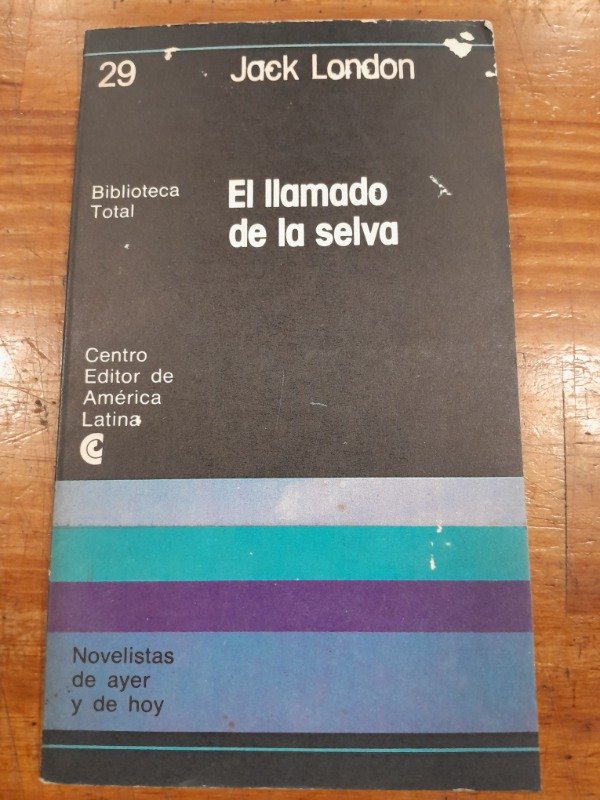 29
Jack London
Biblioteca
Total
El llamado
de la selva
Centro
Editor de
América
Latina
Novelistas
de ayer
y de hoy